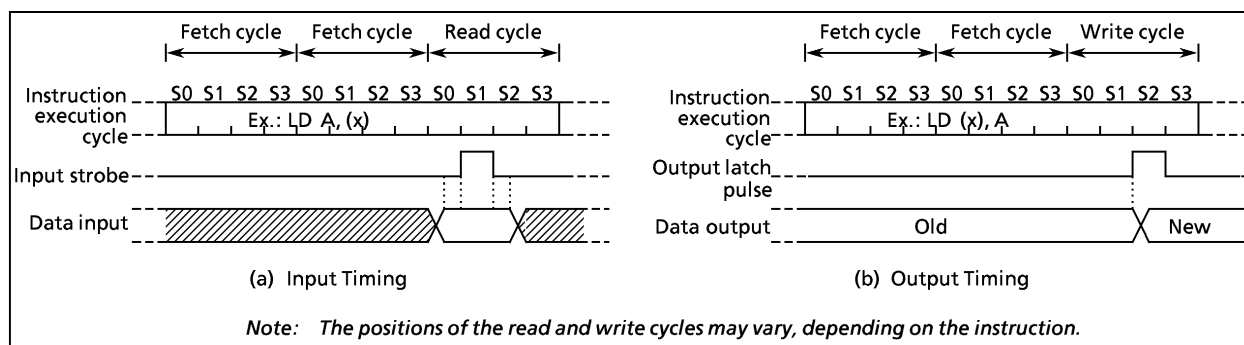 Fetch cycle Fetch cycle Read cycle
S0 S1 S2 S3 S0 S1 S2 S3 S0 S1 S2 S3
Instruction
execution
cycle
Ex.: LD A, (x)
Input strobe
Data input
(a) Input Timing
Fetch cycle Fetch cycle Write cycle
S0 S1 S2 S3 S0 S1 S2 S3 S0 S1 S2 S3
Instruction
execution
cycle
Ex.: LD (x), A
Output latch
pulse
Data output
Old New
(b) Output Timing
Note: The positions of the read and write cycles may vary, depending on the instruction.